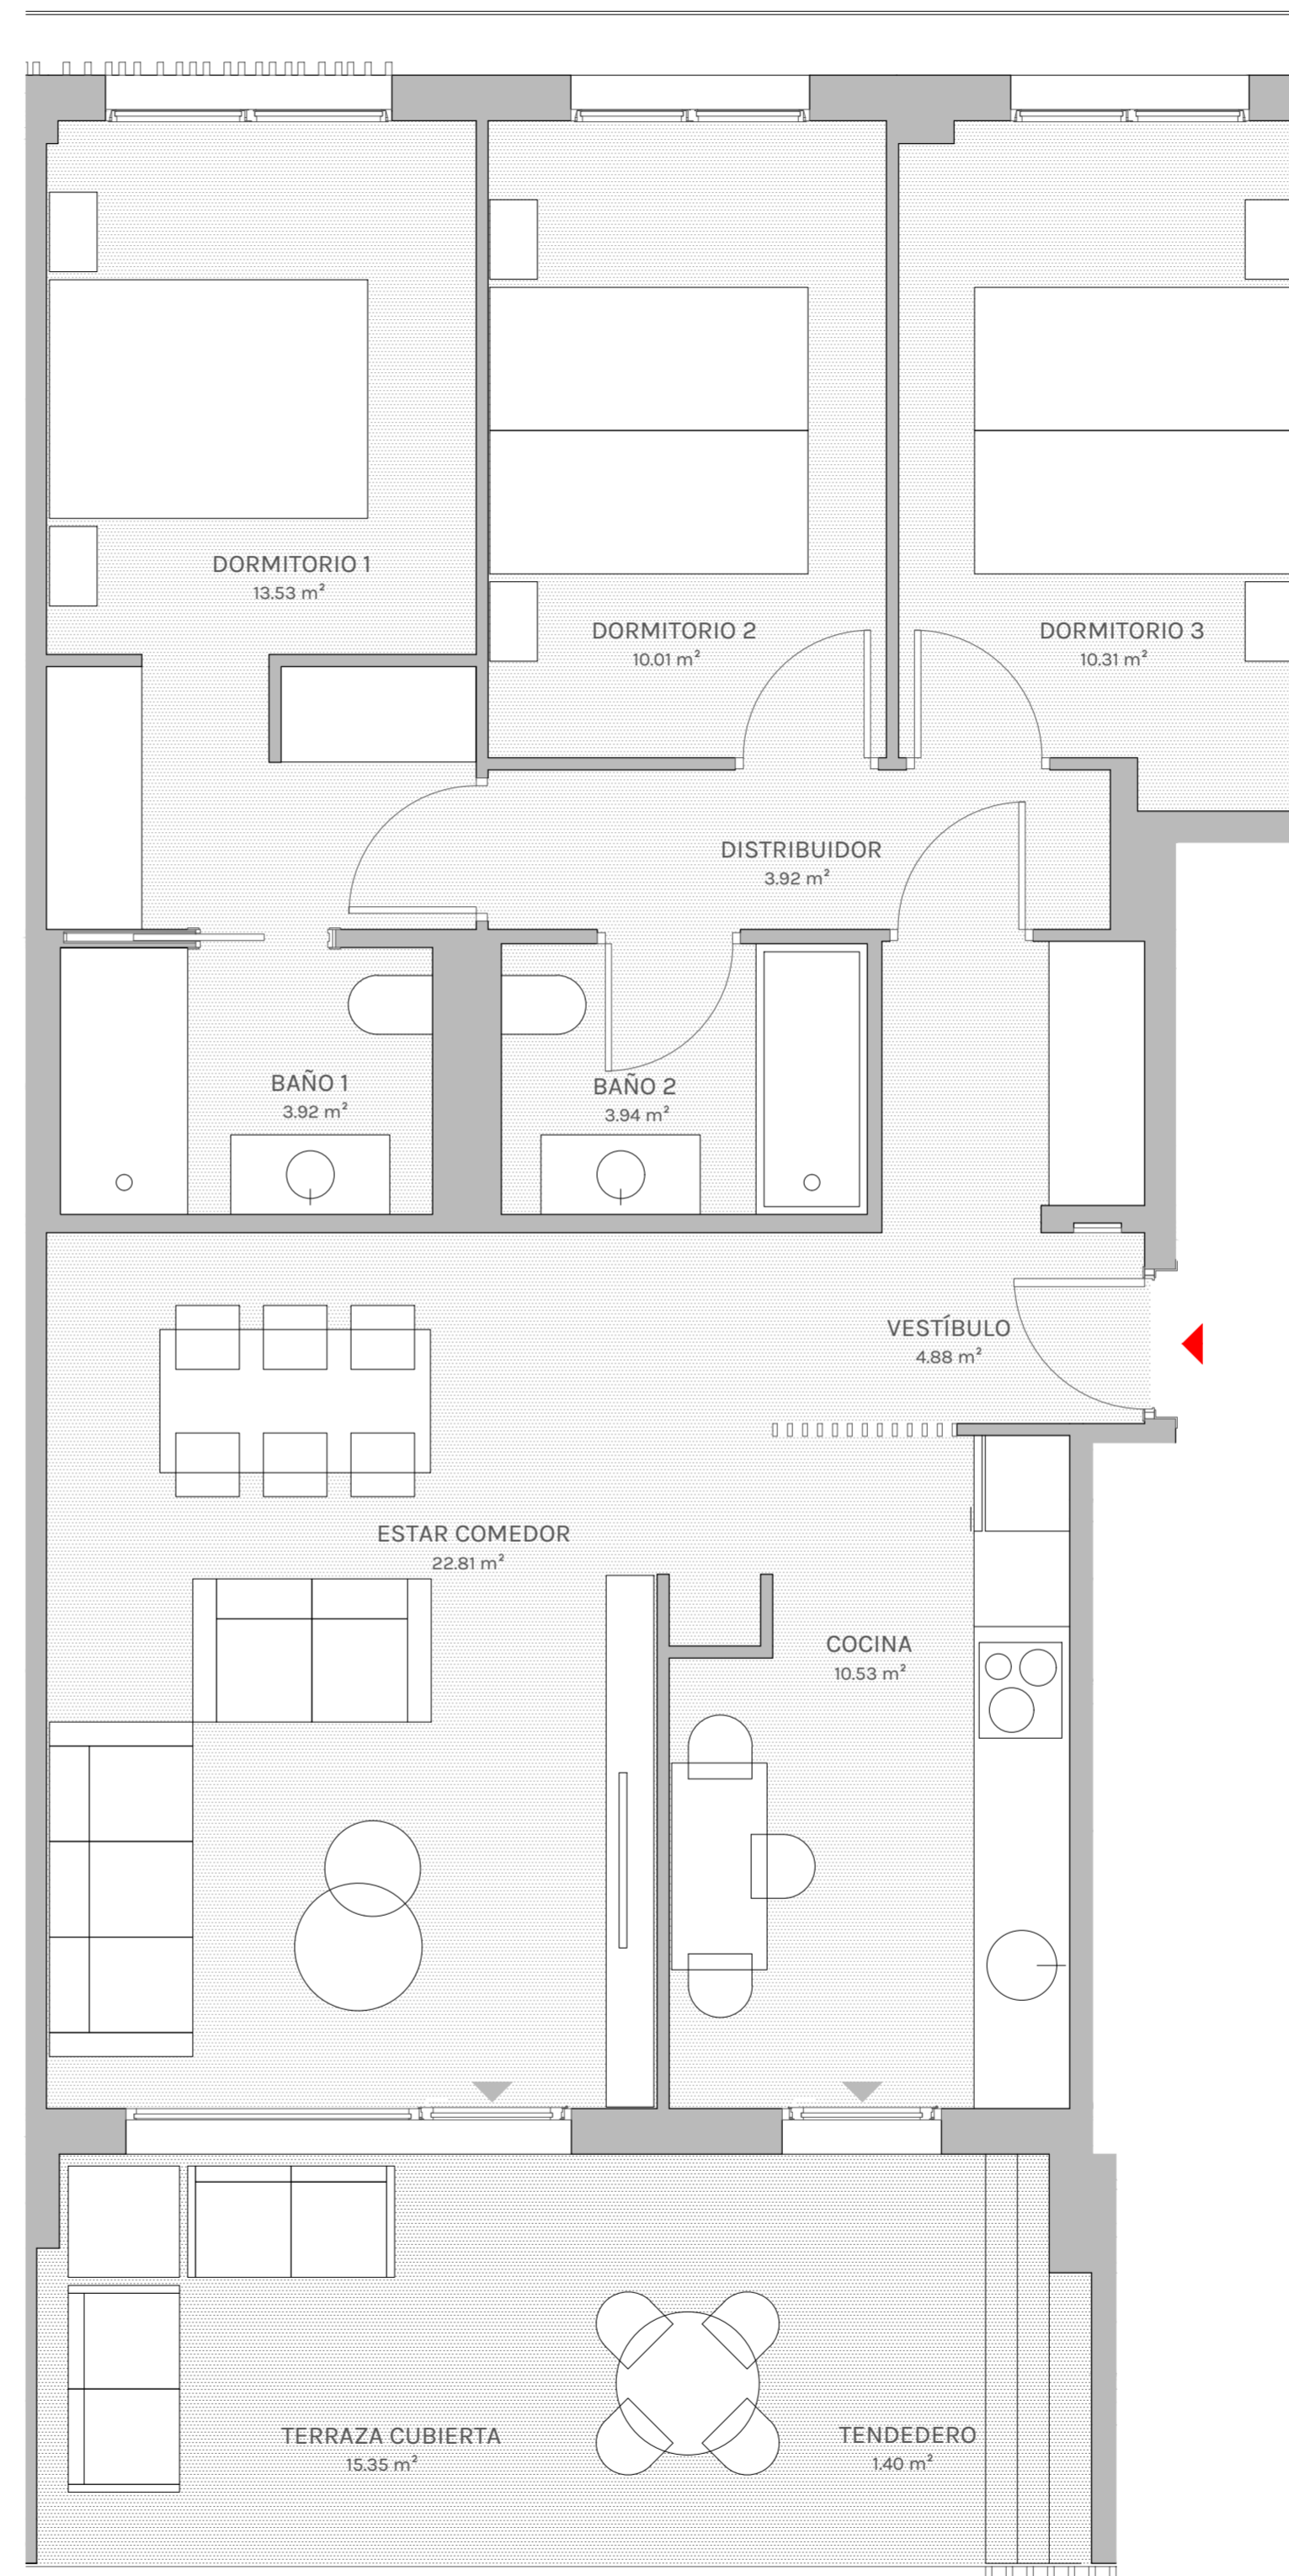 DORMITORIO 1
13.53 m²
DORMITORIO 2
10.01 m²
DORMITORIO 3
10.31 m²
DISTRIBUIDOR
3.92 m²
BAÑO 1
3.92 m²
BAÑO 2
3.94 m²
VESTÍBULO
4.88 m²
ESTAR COMEDOR
22.81 m²
COCINA
10.53 m²
TERRAZA CUBIERTA
15.35 m²
TENDEDERO
1.40 m²